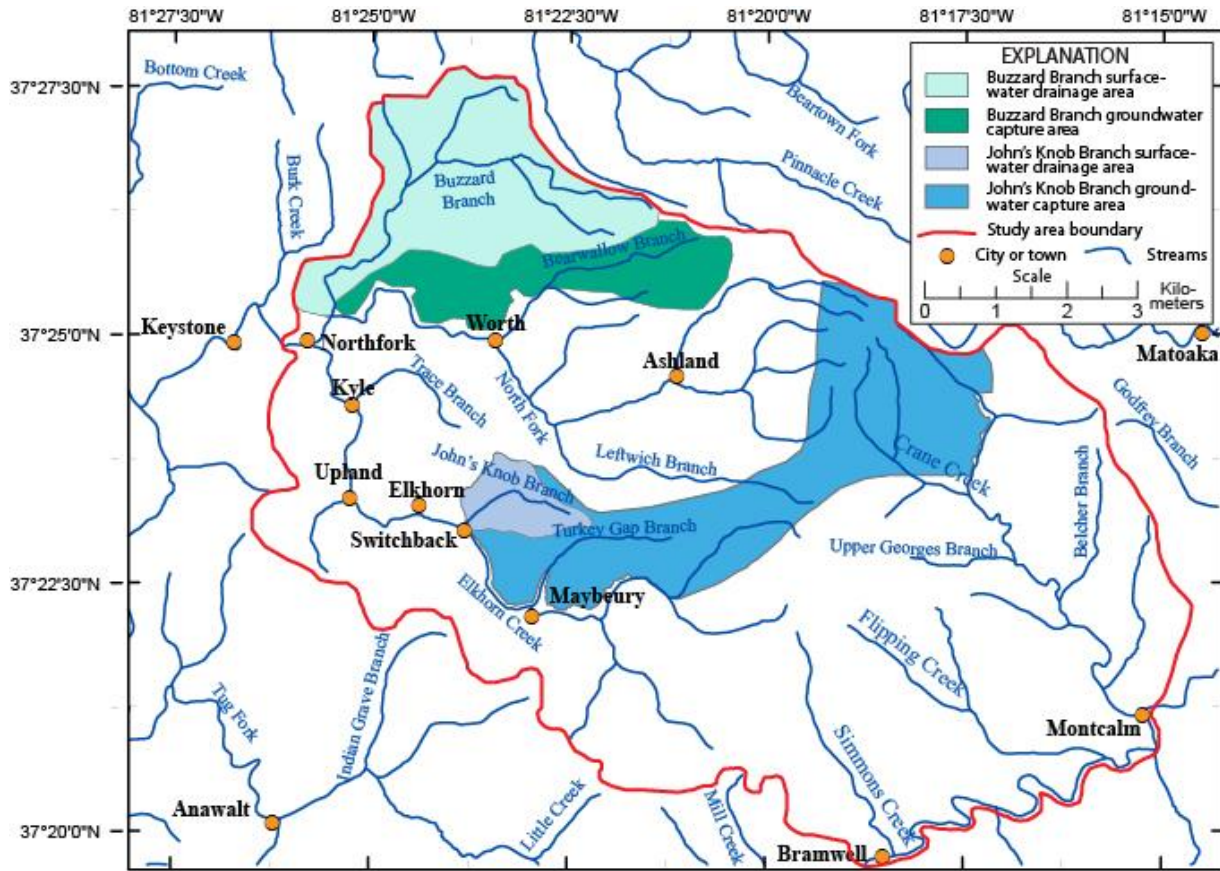 81°27'30"W 81°25'00"W 81°22'30"W 81°20'00"W 81°17'30"W 81°15'00"W
EXPLANATION
Buzzard Branch surface-
water drainage area
Buzzard Branch groundwater
capture area
John's Knob Branch surface-
water drainage area
John's Knob Branch ground-
water capture area
Study area boundary
City or town
Streams
Scale
0 1 2 3
Kilo-
meters
37°27'30"N
37°25'0"N
37°22'30"N
37°20'0"N
Bottom Creek
Burk Creek
Buzzard
Branch
Beartown Fork
Pinnacle Creek
Bearwallow Branch
Keystone
Northfork
Worth
Matoaka
Ashland
Kyle
Trace Branch
North Fork
Godfrey Branch
John's Knob Branch
Leftwich Branch
Crane Creek
Belcher Branch
Upland
Elkhorn
Switchback
Turkey Gap Branch
Upper Georges Branch
Elkhorn Creek
Maybeury
Flipping Creek
Tug Fork
Indian Grave Branch
Montcalm
Simmons Creek
Anawalt
Little Creek
Mill Creek
Bramwell